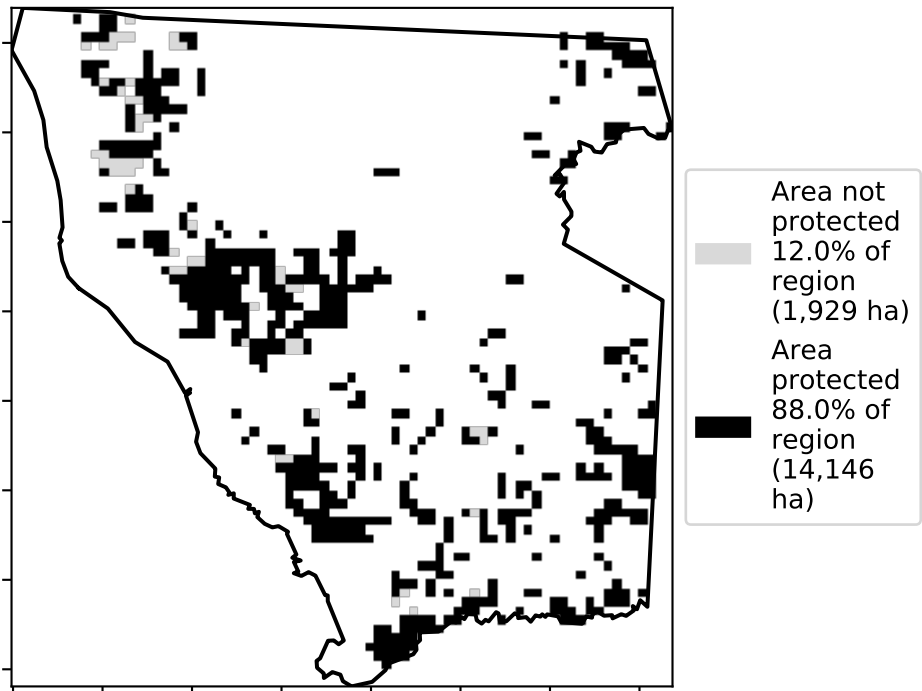 Area not
protected
12.0% of
region
(1,929 ha)
Area
protected
88.0% of
region
(14,146
ha)